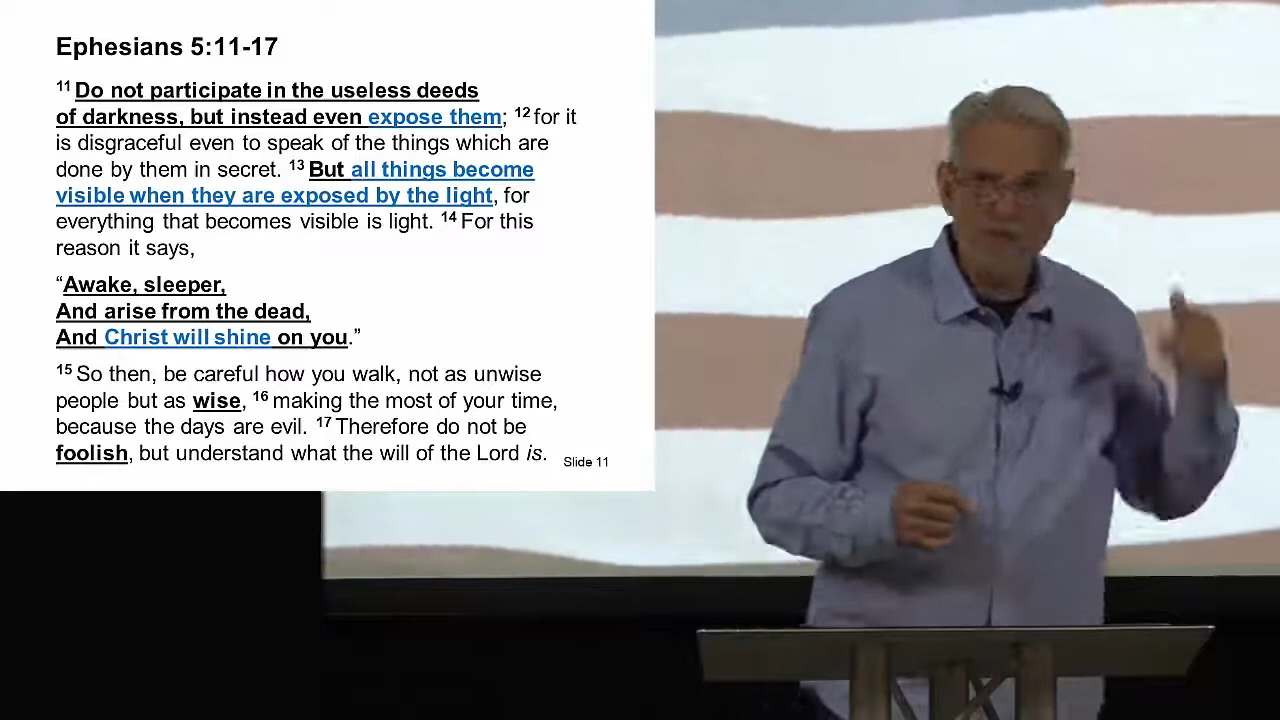 Ephesians 5:11-17
11 Do not participate in the useless deeds
of darkness, but instead even expose them; 12 for it
is disgraceful even to speak of the things which are
done by them in secret. 13 But all things become
visible when they are exposed by the light, for
everything that becomes visible is light. 14 For this
reason it says,
“Awake, sleeper,
And arise from the dead,
And Christ will shine on you.”
15 So then, be careful how you walk, not as unwise
people but as wise, 16 making the most of your time,
because the days are evil. 17 Therefore do not be
foolish, but understand what the will of the Lord is.
Slide 11